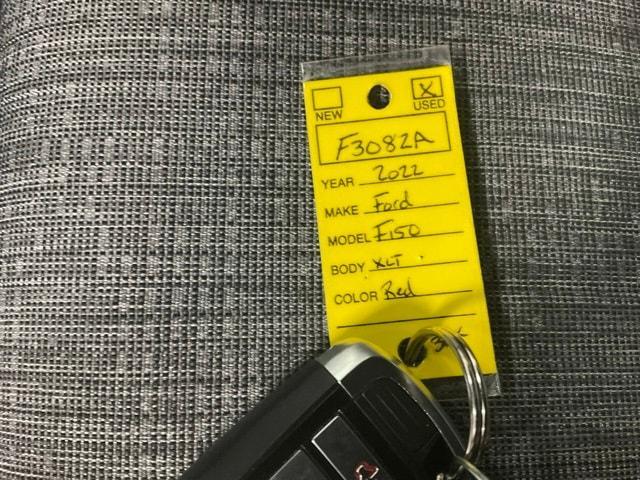 X
NEW USED
F3082A
YEAR 2022
MAKE Ford
MODEL F150
BODY XLT
COLOR Red